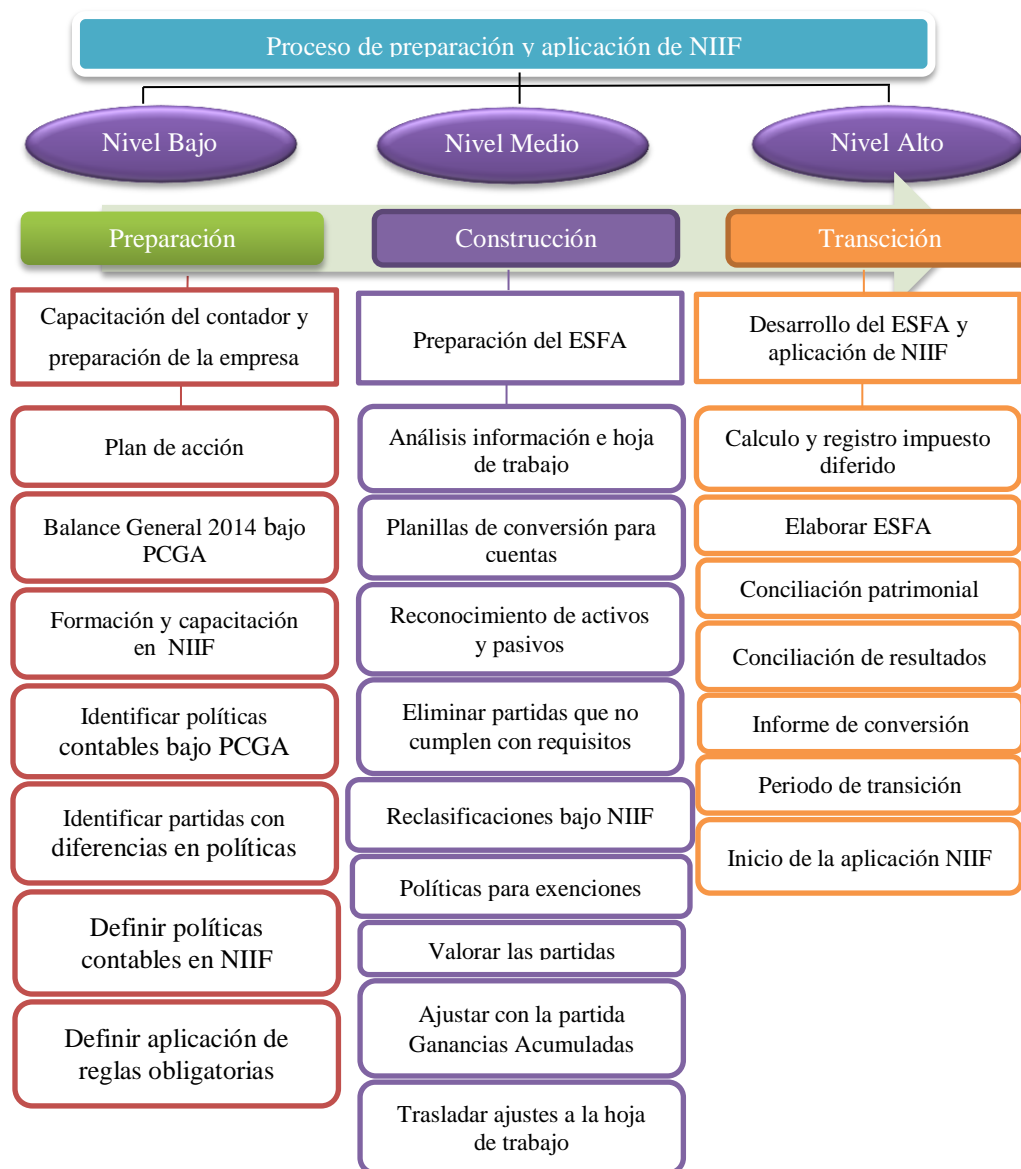 Proceso de preparación y aplicación de NIIF
Nivel Bajo
Nivel Medio
Nivel Alto
Preparación
Construcción
Transcición
Capacitación del contador y
preparación de la empresa
Plan de acción
Balance General 2014 bajo
PCGA
Formación y capacitación
en NIIF
Identificar políticas
contables bajo PCGA
Identificar partidas con
diferencias en políticas
Definir políticas
contables en NIIF
Definir aplicación de
reglas obligatorias
Preparación del ESFA
Análisis información e hoja
de trabajo
Planillas de conversión para
cuentas
Reconocimiento de activos
y pasivos
Eliminar partidas que no
cumplen con requisitos
Reclasificaciones bajo NIIF
Políticas para exenciones
Valorar las partidas
Ajustar con la partida
Ganancias Acumuladas
Trasladar ajustes a la hoja
de trabajo
Desarrollo del ESFA y
aplicación de NIIF
Calculo y registro impuesto
diferido
Elaborar ESFA
Conciliación patrimonial
Conciliación de resultados
Informe de conversión
Periodo de transición
Inicio de la aplicación NIIF